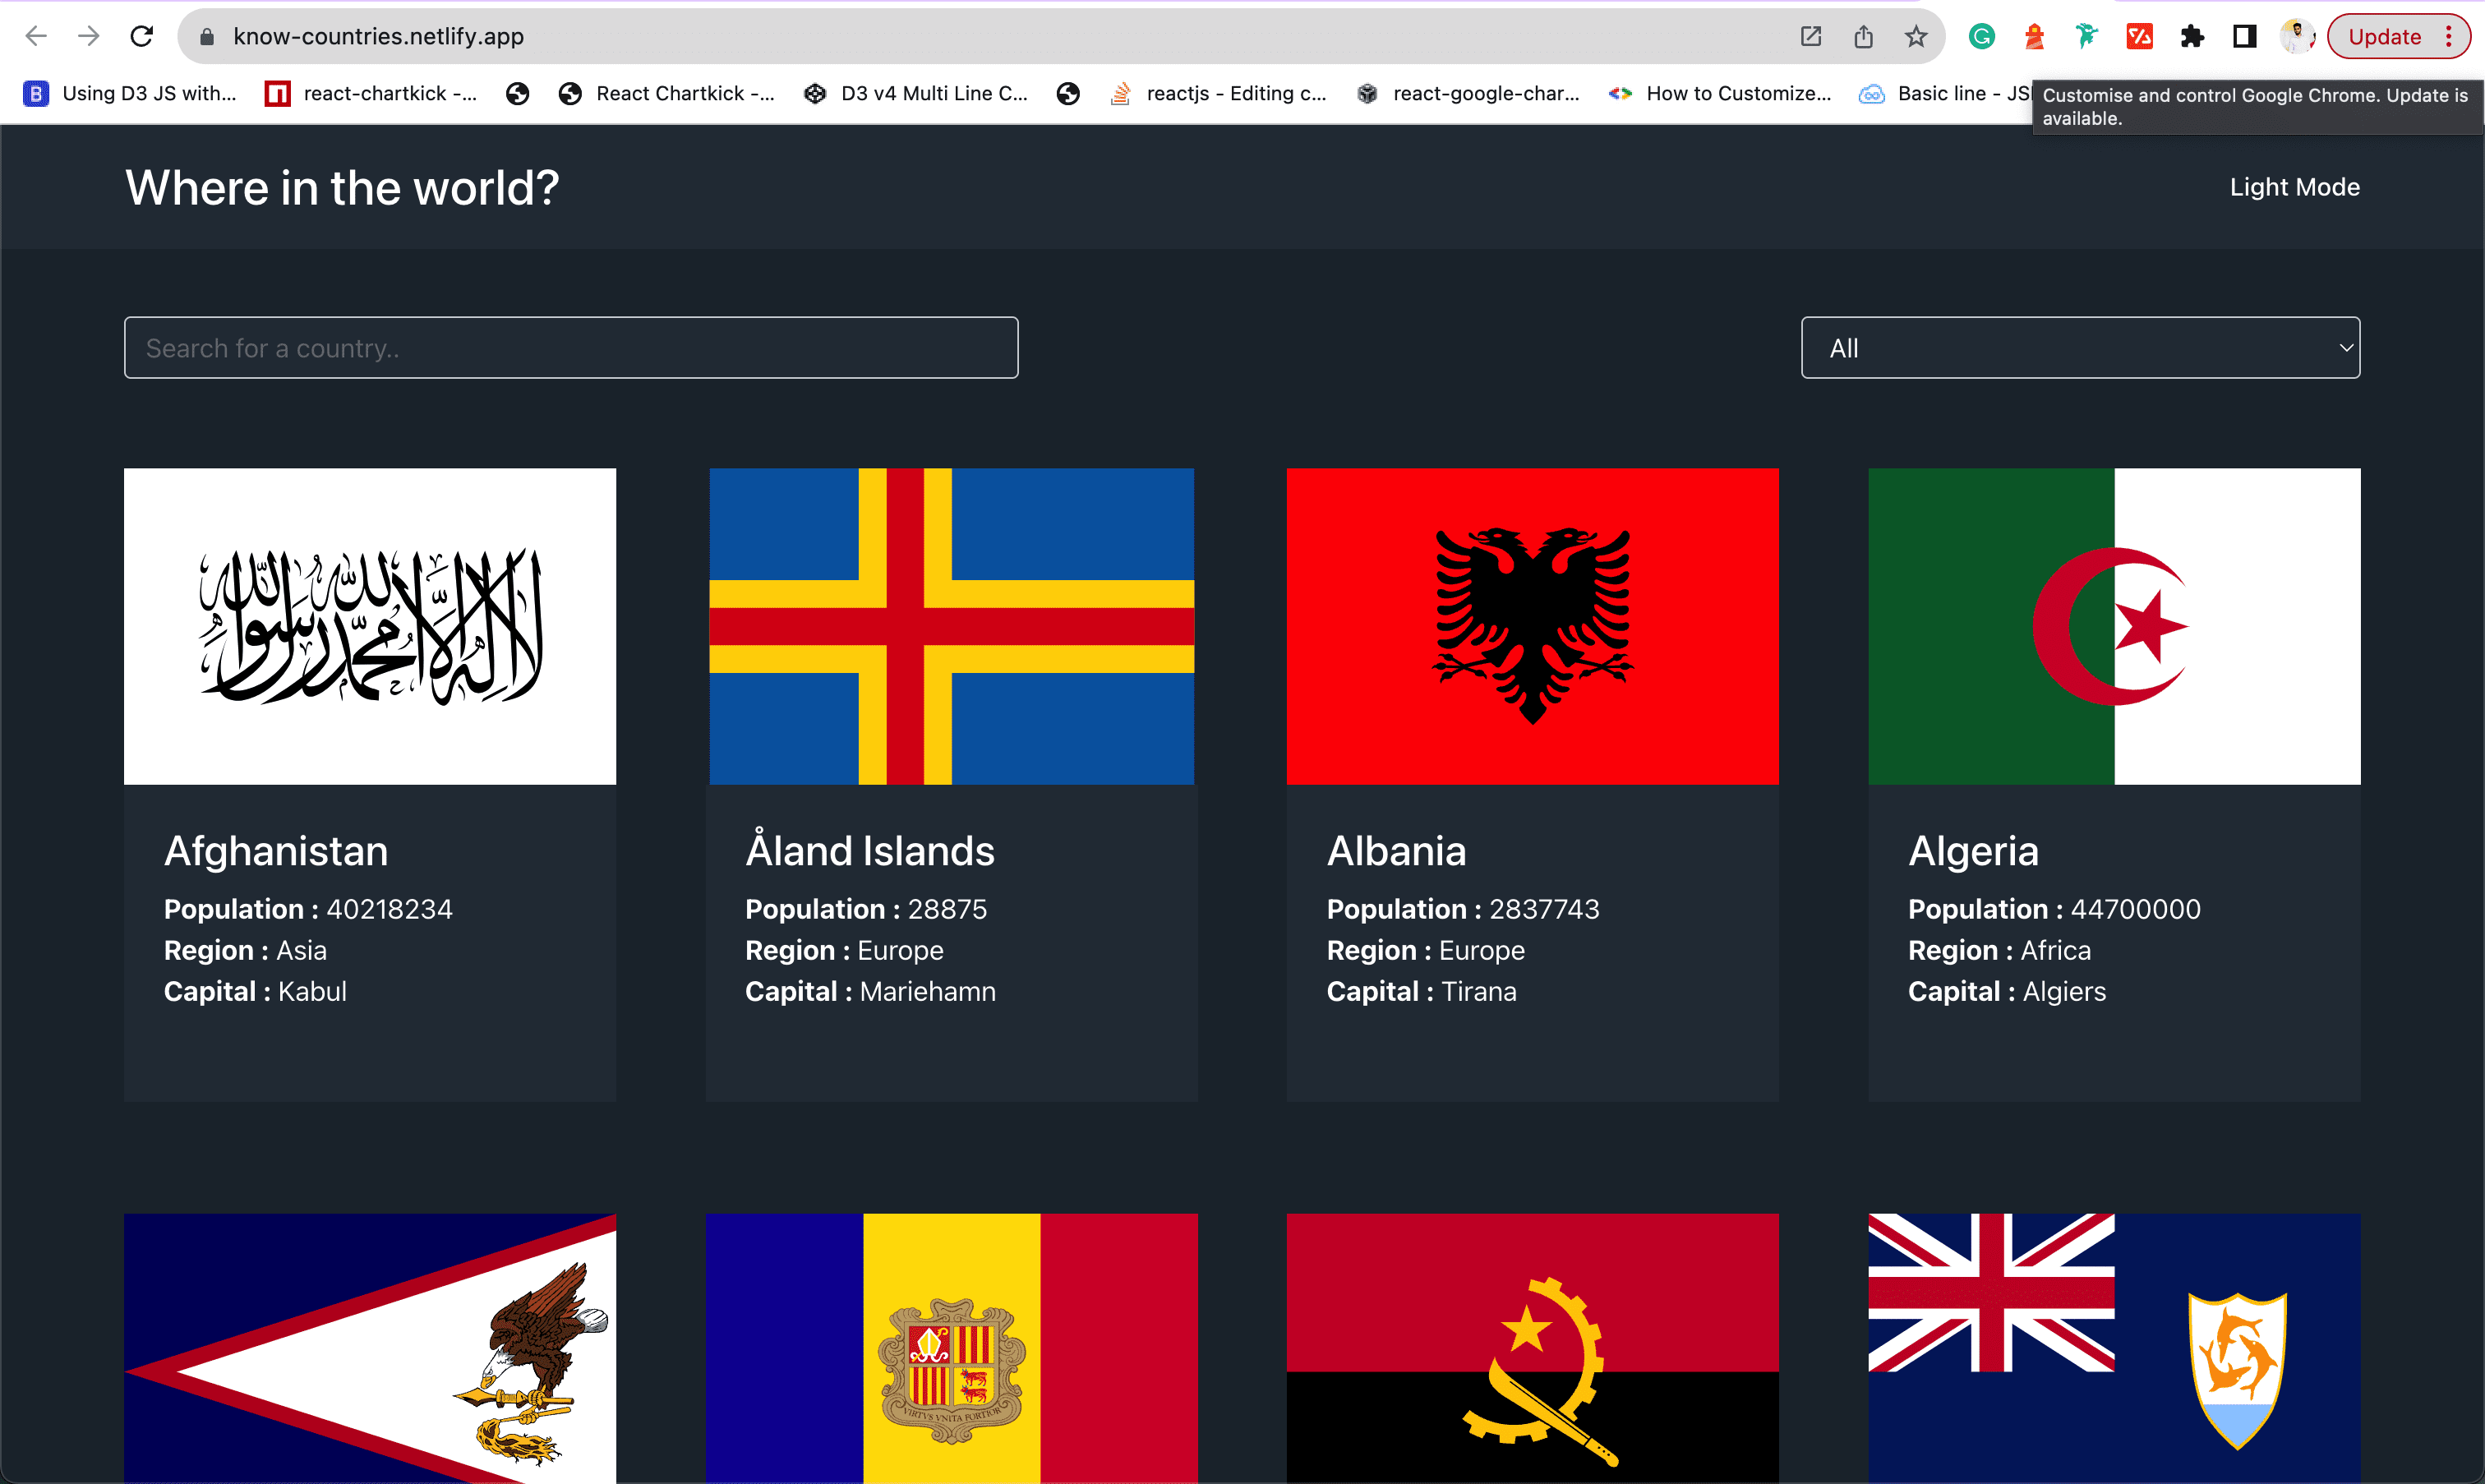 know-countries.netlify.app
Update
Using D3 JS with...
react-chartkick -...
React Chartkick -...
D3 v4 Multi Line C...
reactjs - Editing c...
react-google-char...
How to Customize...
Basic line - JS
Customise and control Google Chrome. Update is
available.
Where in the world?
Light Mode
Search for a country..
All
لا إله إلا الله محمد رسول الله
Afghanistan
Population : 40218234
Region : Asia
Capital : Kabul
Åland Islands
Population : 28875
Region : Europe
Capital : Mariehamn
Albania
Population : 2837743
Region : Europe
Capital : Tirana
Algeria
Population : 44700000
Region : Africa
Capital : Algiers
VIRTVS VNITA FORTIOR